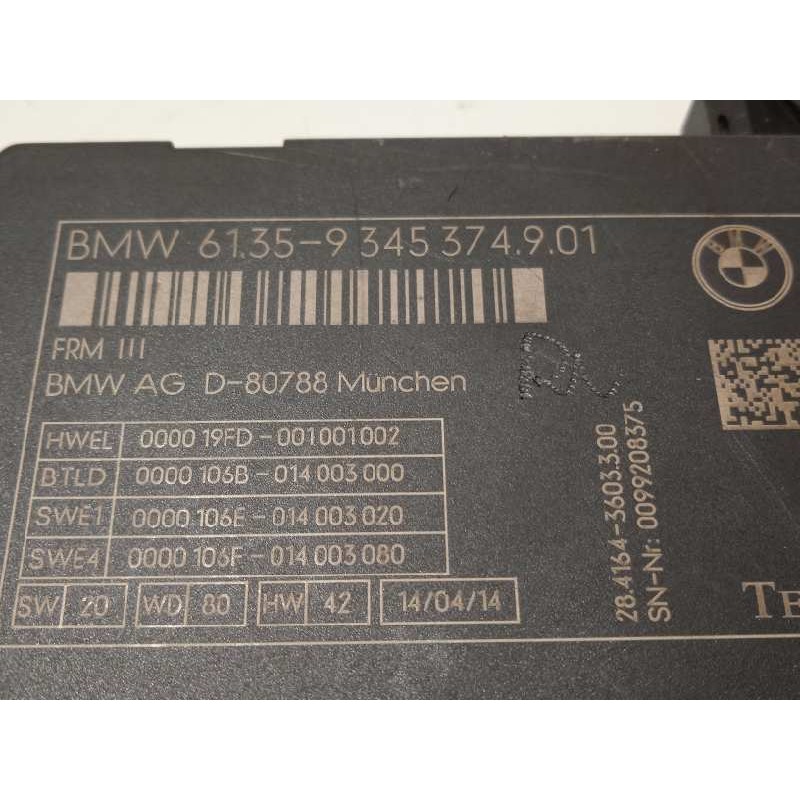 BMW 61.35-9 345 374.9.01
FRM III
BMW AG D-80788 München
HWEL 0000 19FD-001001002
BTLD 0000 106B-014 003 000
SWE1 0000 106E-014 003 020
SWE4 0000 106F-014 003 080
SW 20 WD 80 HW 42 14/04/14
28.4164-3603.3.00
SN-Nr: 0099208375
BMW